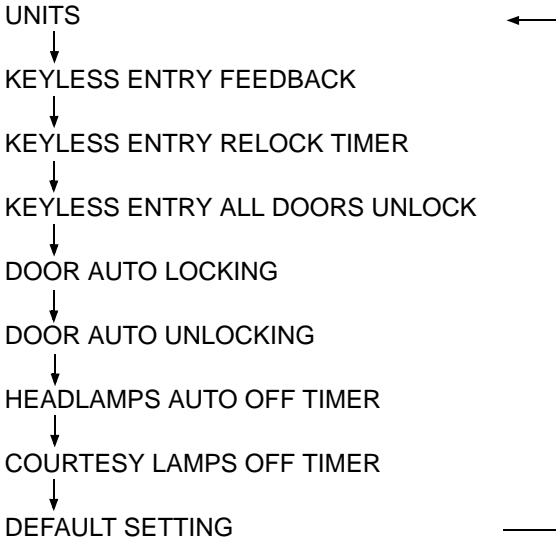 UNITS
KEYLESS ENTRY FEEDBACK
KEYLESS ENTRY RELOCK TIMER
KEYLESS ENTRY ALL DOORS UNLOCK
DOOR AUTO LOCKING
DOOR AUTO UNLOCKING
HEADLAMPS AUTO OFF TIMER
COURTESY LAMPS OFF TIMER
DEFAULT SETTING